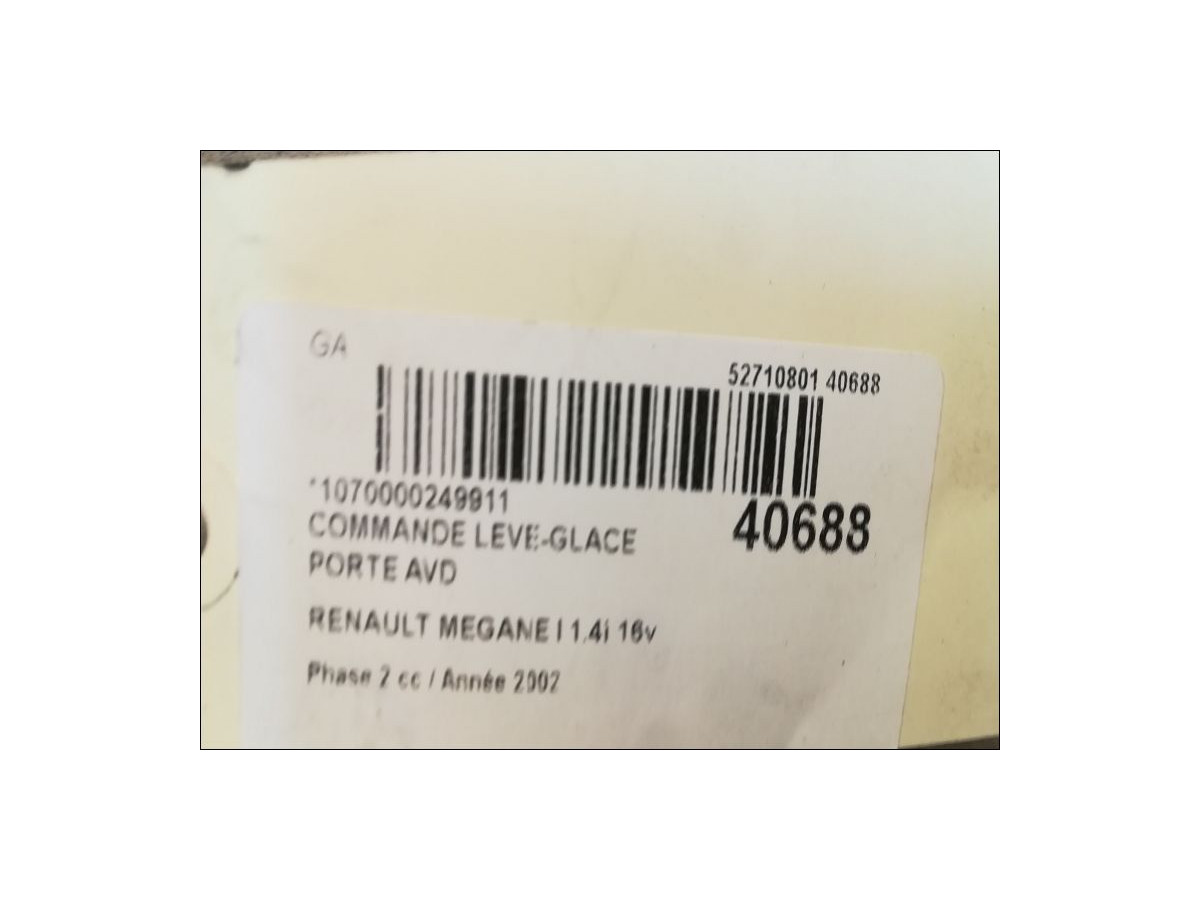 GA
52710801 40688
*1070000249911
40688
COMMANDE LEVE-GLACE
PORTE AVD
RENAULT MEGANE I 1.4i 16v
Phase 2 cc / Année 2002